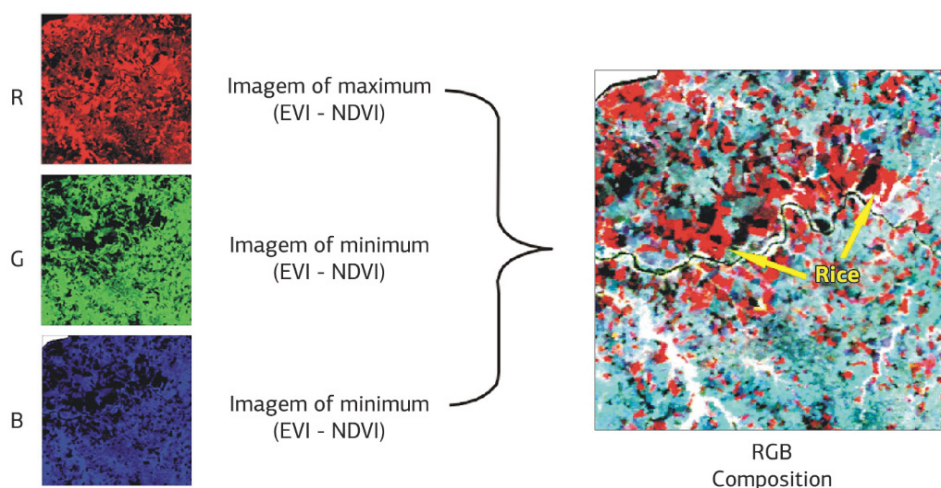 R
Imagem of maximum
(EVI - NDVI)
G
Imagem of minimum
(EVI - NDVI)
B
Imagem of minimum
(EVI - NDVI)
Rice
RGB
Composition